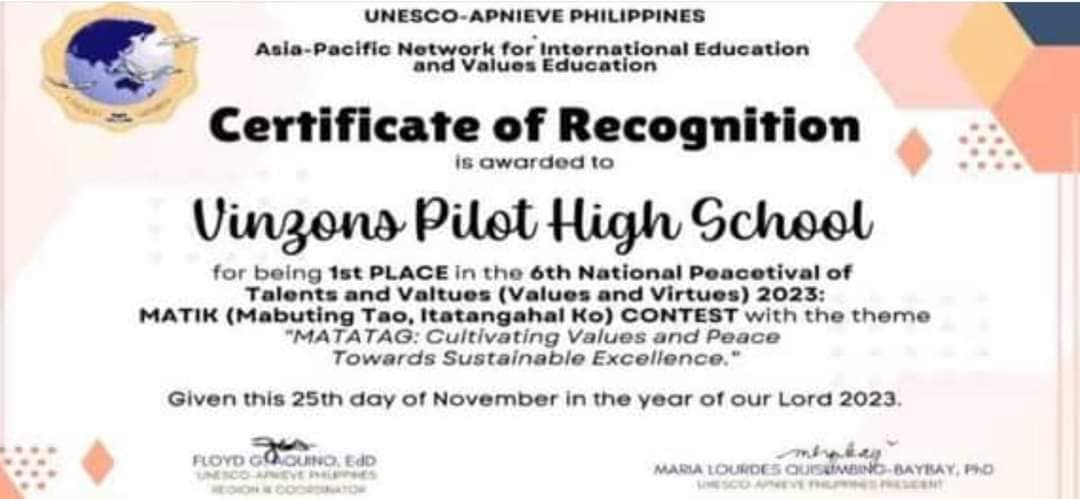 UNESCO-APNIEVE PHILIPPINES
Asia-Pacific Network for International Education
and Values Education
Certificate of Recognition
is awarded to
Vinzons Pilot High School
for being 1st PLACE in the 6th National Peacetival of
Talents and Valtues (Values and Virtues) 2023:
MATIK (Mabuting Tao, Itatangahal Ko) CONTEST with the theme
"MATATAG: Cultivating Values and Peace
Towards Sustainable Excellence."
Given this 25th day of November in the year of our Lord 2023.
FLOYD G. AQUINO, EdD
UNESCO-APNIEVE PHILIPPINES
COORDINATOR
MARIA LOURDES QUISUMBING-BAYBAY, PhD
UNESCO-APNIEVE PHILIPPINES PRESIDENT